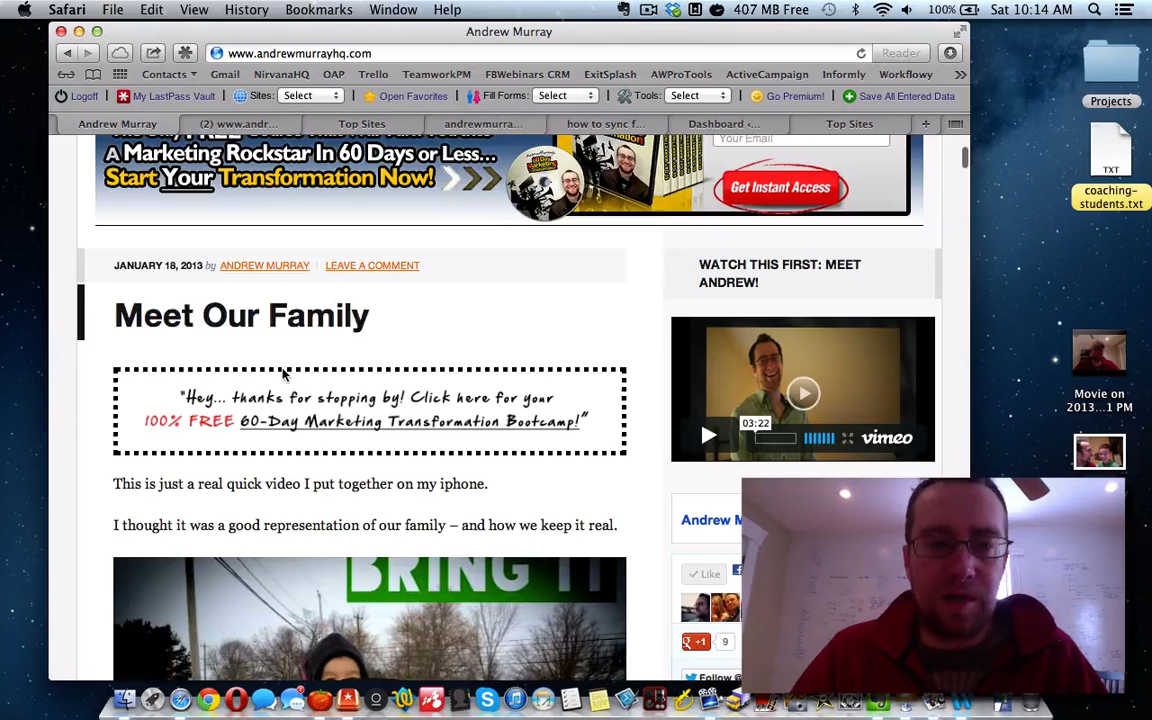 Safari File Edit View History Bookmarks Window Help 407 MB Free 100% Sat 10:14 AM
Andrew Murray
www.andrewmurrayhq.com Reader
Contacts Gmail NirvanaHQ OAP Trello TeamworkPM FBWebinars CRM ExitSplash AWProTools ActiveCampaign Informly Workflowy
Logoff My LastPass Vault Sites: Select Open Favorites Fill Forms: Select Tools: Select Go Premium! Save All Entered Data
Andrew Murray (2) www.andr... Top Sites andrewmurra... how to sync f... Dashboard ‹... Top Sites
Your Email
A Marketing Rockstar In 60 Days or Less...
Start Your Transformation Now!
Get Instant Access
JANUARY 18, 2013 by ANDREW MURRAY LEAVE A COMMENT
Meet Our Family
"Hey... thanks for stopping by! Click here for your
100% FREE 60-Day Marketing Transformation Bootcamp!"
This is just a real quick video I put together on my iphone.
I thought it was a good representation of our family – and how we keep it real.
BRING IT
WATCH THIS FIRST: MEET
ANDREW!
03:22
vimeo
Andrew M
Like
+1 9
Follow @
Projects
TXT
coaching-
students.txt
Movie on
2013...1 PM